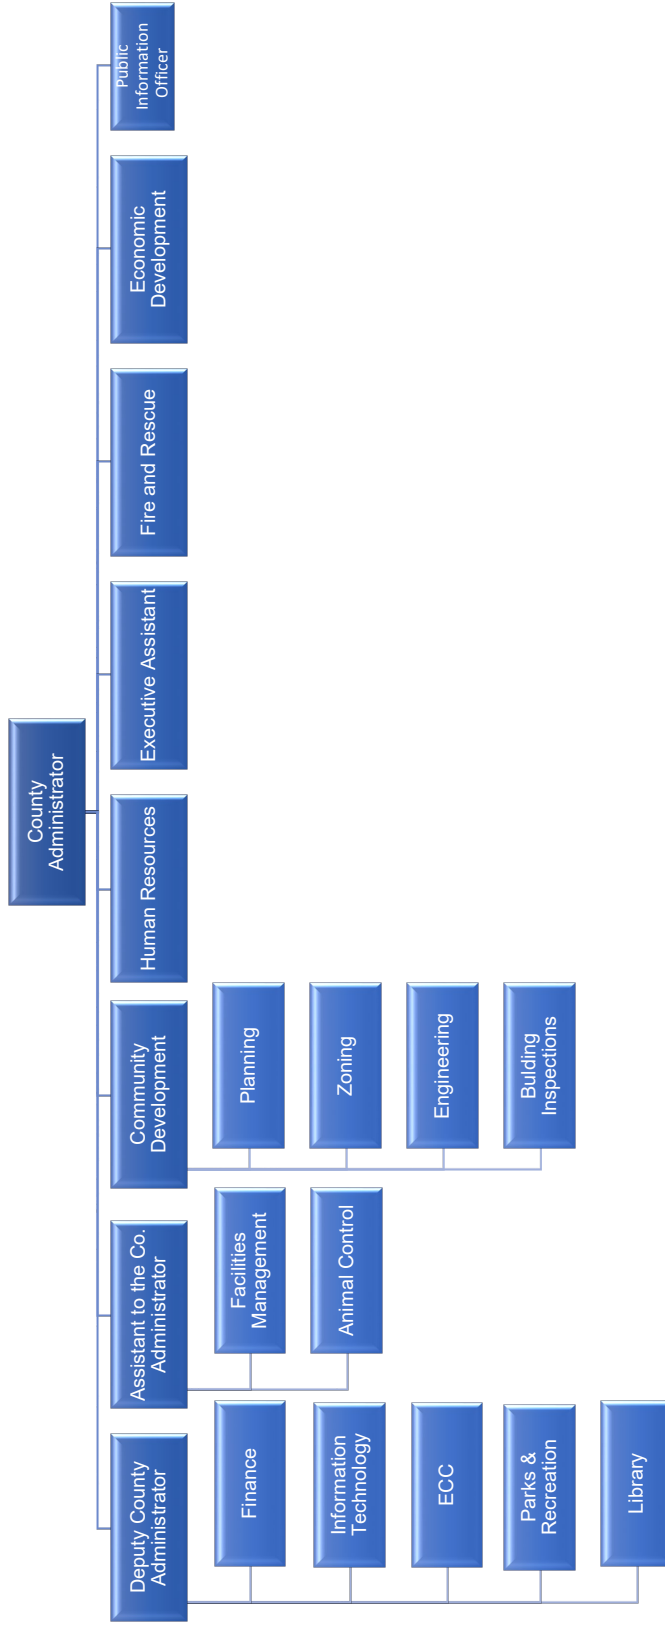 County
Administrator
Deputy County
Administrator
Assistant to the Co.
Administrator
Community
Development
Human Resources
Executive Assistant
Fire and Rescue
Economic
Development
Public
Information
Officer
Finance
Information
Technology
ECC
Parks &
Recreation
Library
Facilities
Management
Animal Control
Planning
Zoning
Engineering
Bulding
Inspections